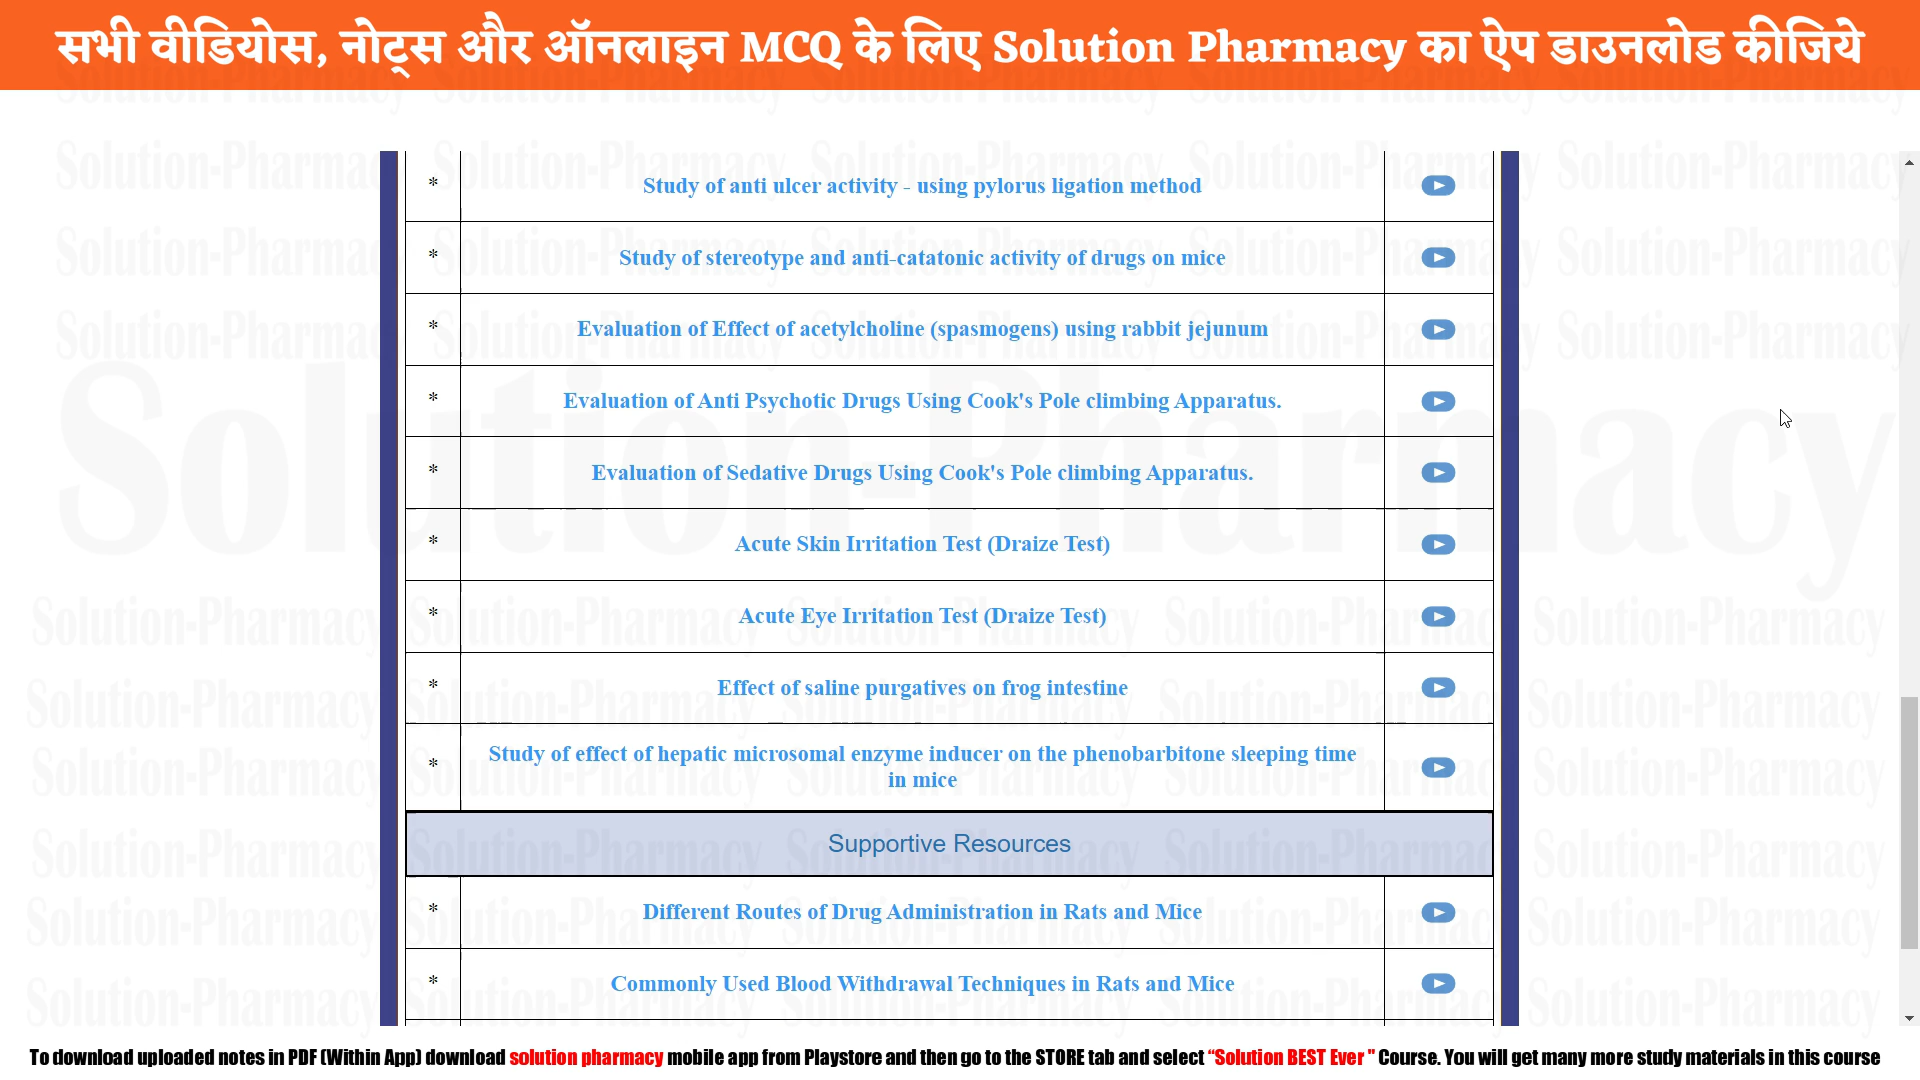 सभी वीडियोस, नोट्स और ऑनलाइन MCQ के लिए Solution Pharmacy का ऐप डाउनलोड कीजिये
* Study of anti ulcer activity - using pylorus ligation method
* Study of stereotype and anti-catatonic activity of drugs on mice
* Evaluation of Effect of acetylcholine (spasmogens) using rabbit jejunum
* Evaluation of Anti Psychotic Drugs Using Cook's Pole climbing Apparatus.
* Evaluation of Sedative Drugs Using Cook's Pole climbing Apparatus.
* Acute Skin Irritation Test (Draize Test)
* Acute Eye Irritation Test (Draize Test)
* Effect of saline purgatives on frog intestine
* Study of effect of hepatic microsomal enzyme inducer on the phenobarbitone sleeping time
in mice
Supportive Resources
* Different Routes of Drug Administration in Rats and Mice
* Commonly Used Blood Withdrawal Techniques in Rats and Mice
Solution-Pharmacy
To download uploaded notes in PDF (Within App) download solution pharmacy mobile app from Playstore and then go to the STORE tab and select “Solution BEST Ever " Course. You will get many more study materials in this course